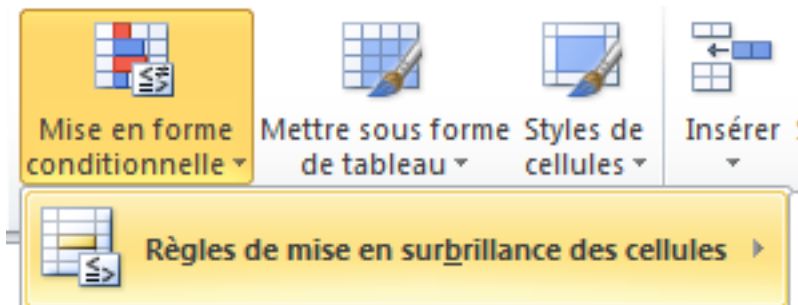 Mise en forme Mettre sous forme Styles de Insérer
conditionnelle de tableau cellules
Règles de mise en surbrillance des cellules